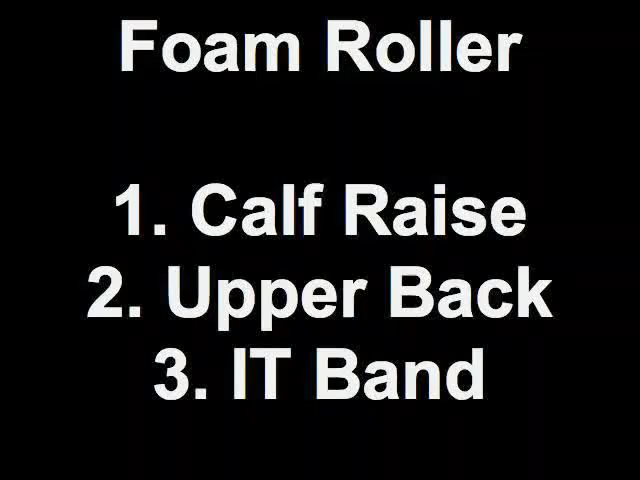 Foam Roller
1. Calf Raise
2. Upper Back
3. IT Band